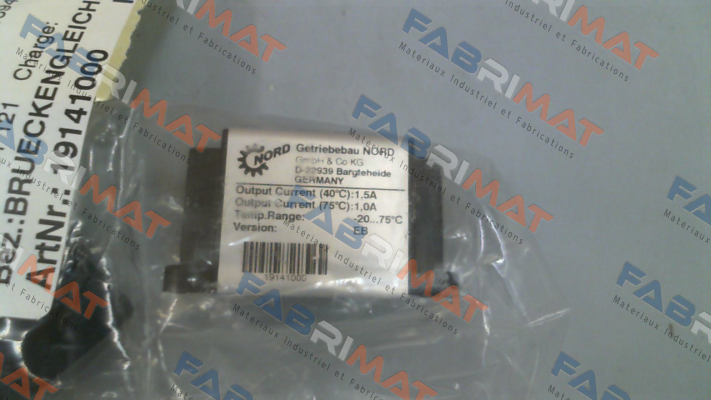 121 Charge:
Bez.:BRUECKENGLEICH
ArtNr.: 19141000
NORD
Getriebebau NORD
GmbH & Co KG
D-22939 Bargteheide
GERMANY
Output Current (40°C):1,5A
Output Current (75°C):1,0A
Temp.Range: -20...75°C
Version: EB
19141000
FABRIMAT
Materiaux Industriel et Fabrications